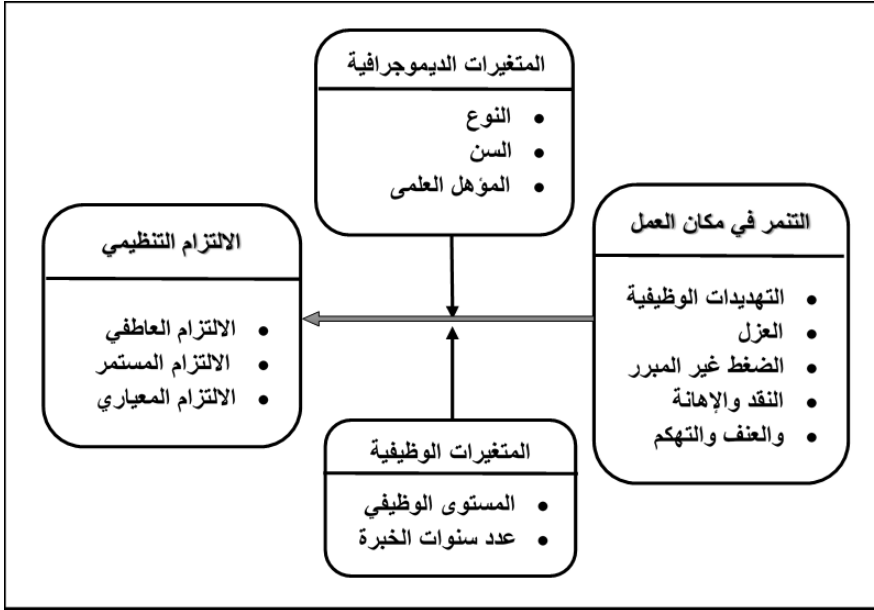 المتغيرات الديموجرافية
• النوع
• السن
• المؤهل العلمى
التنمر في مكان العمل
• التهديدات الوظيفية
• العزل
• الضغط غير المبرر
• النقد والإهانة
• والعنف والتهكم
الالتزام التنظيمي
• الالتزام العاطفي
• الالتزام المستمر
• الالتزام المعياري
المتغيرات الوظيفية
• المستوى الوظيفي
• عدد سنوات الخبرة